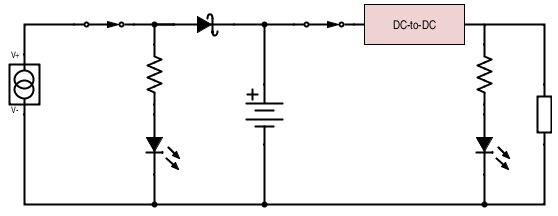 DC-to-DC
V+
V-
+